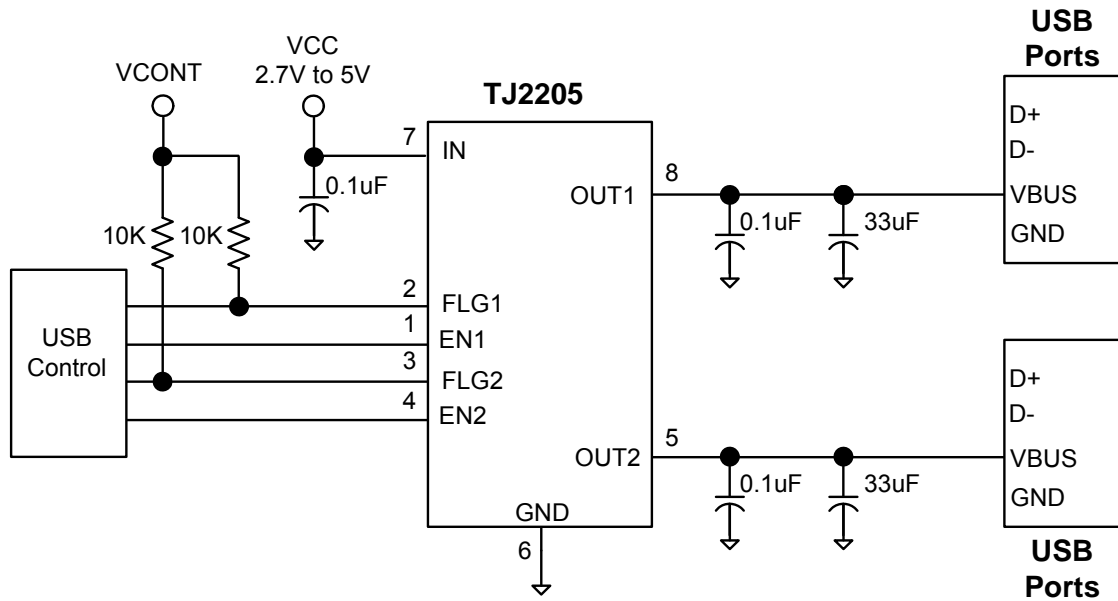 VCONT
VCC
2.7V to 5V
TJ2205
USB
Ports
7
IN
0.1uF
10K
10K
8
OUT1
0.1uF
33uF
D+
D-
VBUS
GND
USB
Control
2
FLG1
1
EN1
3
FLG2
4
EN2
5
OUT2
0.1uF
33uF
D+
D-
VBUS
GND
GND
6
USB
Ports